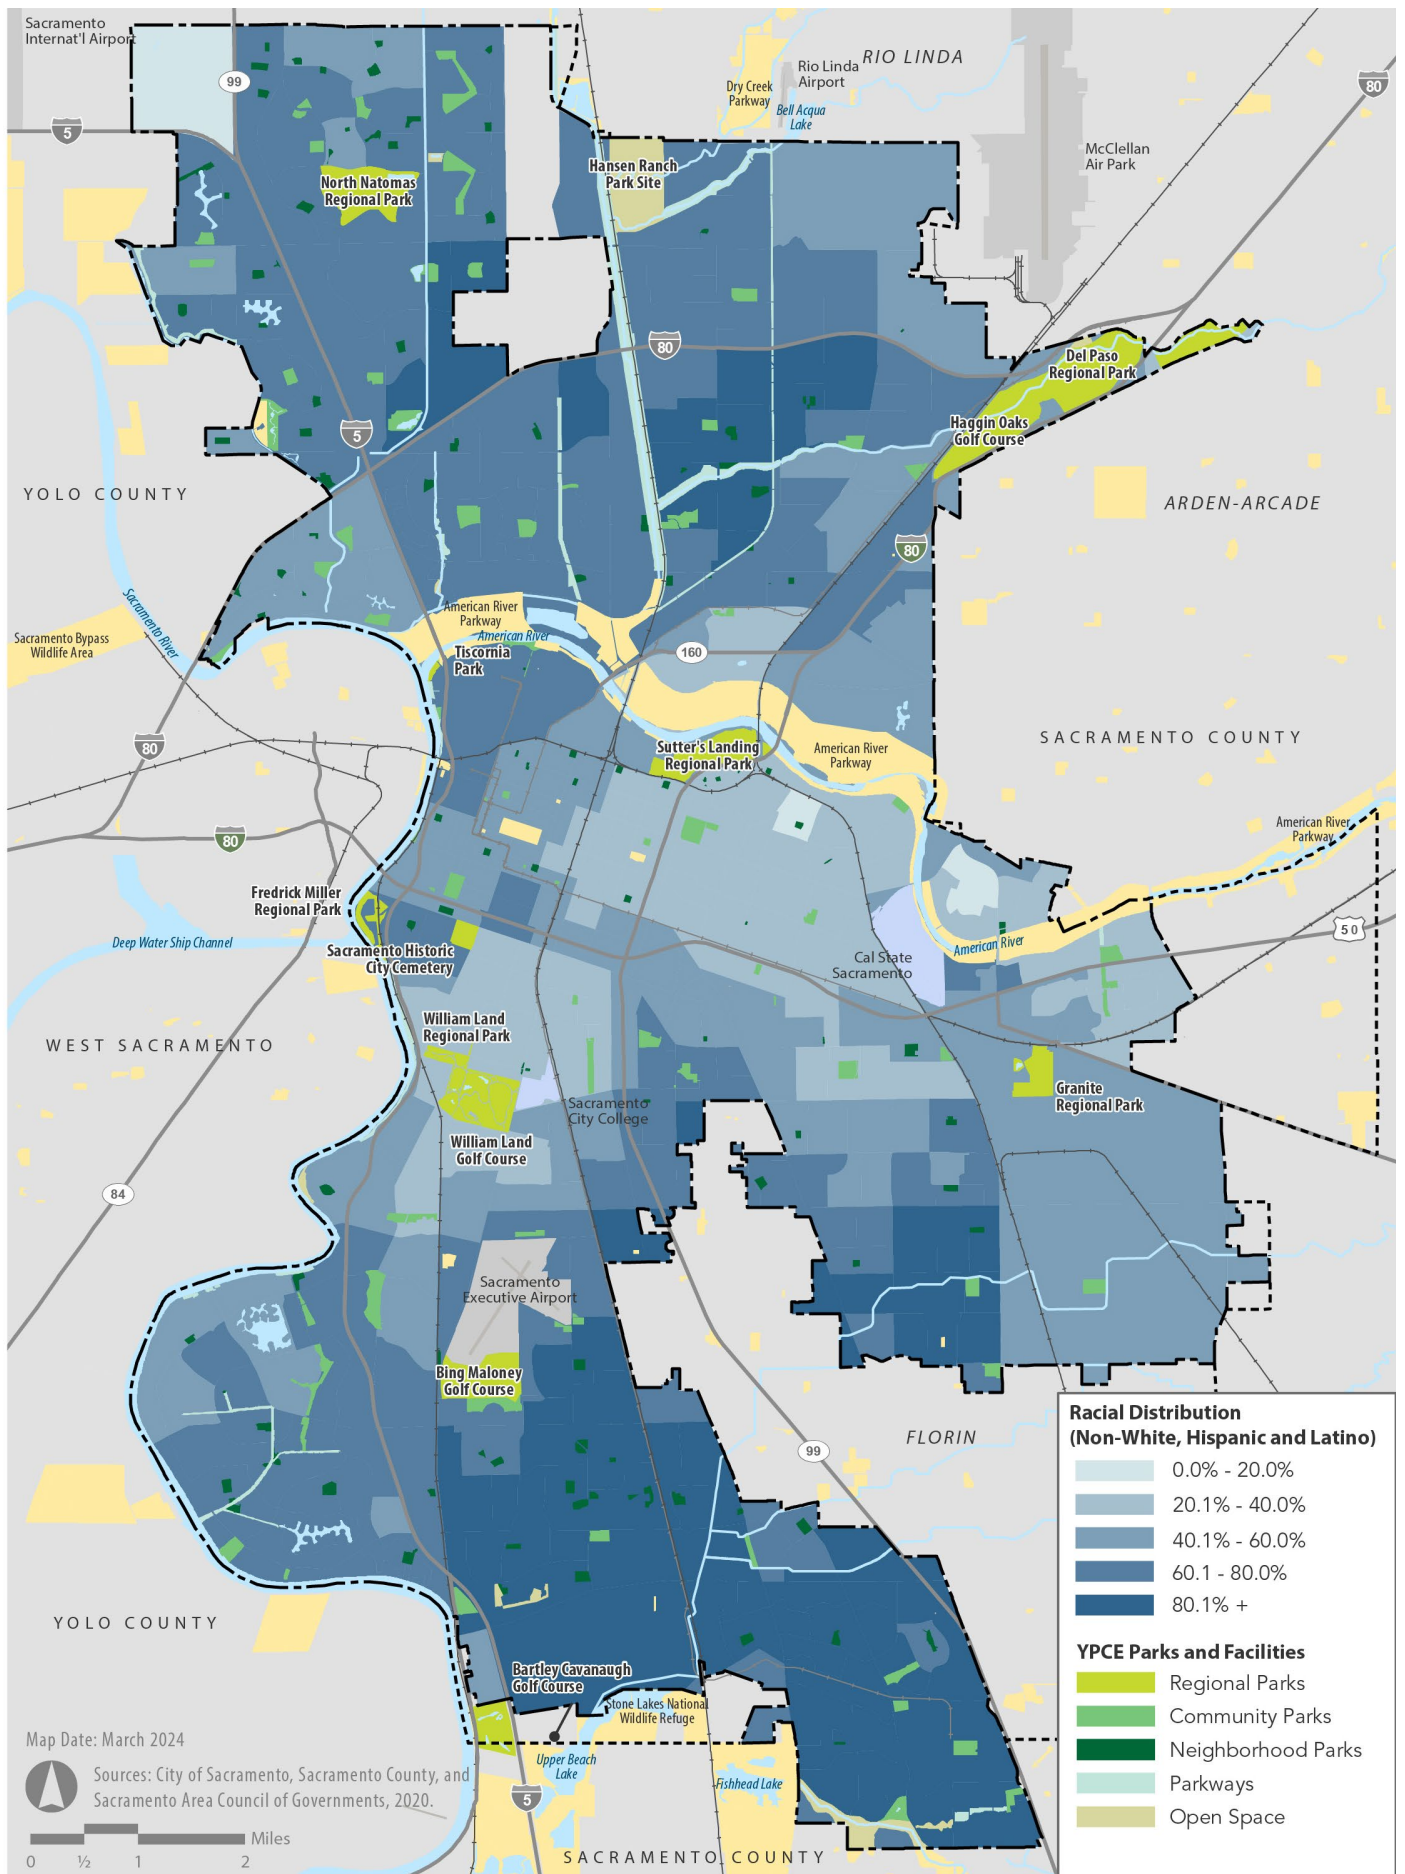 Sacramento
Internat'l Airport
99
5
RIO LINDA
Rio Linda
Airport
Dry Creek
Parkway
Bell Acqua
Lake
80
McClellan
Air Park
Hansen Ranch
Park Site
North Natomas
Regional Park
80
Del Paso
Regional Park
Haggin Oaks
Golf Course
5
YOLO COUNTY
ARDEN-ARCADE
80
Sacramento River
American River
Parkway
American River
Sacramento Bypass
Wildlife Area
Tiscornia
Park
160
80
Sutter's Landing
Regional Park
American River
Parkway
SACRAMENTO COUNTY
80
American River
Parkway
Fredrick Miller
Regional Park
50
Deep Water Ship Channel
Sacramento Historic
City Cemetery
American River
Cal State
Sacramento
William Land
Regional Park
WEST SACRAMENTO
Sacramento
City College
Granite
Regional Park
William Land
Golf Course
84
Sacramento
Executive Airport
Bing Maloney
Golf Course
FLORIN
99
Racial Distribution
(Non-White, Hispanic and Latino)
0.0% - 20.0%
20.1% - 40.0%
40.1% - 60.0%
60.1 - 80.0%
80.1% +
YPCE Parks and Facilities
Regional Parks
Community Parks
Neighborhood Parks
Parkways
Open Space
YOLO COUNTY
Bartley Cavanaugh
Golf Course
Stone Lakes National
Wildlife Refuge
Upper Beach
Lake
Fishhead Lake
5
SACRAMENTO COUNTY
Map Date: March 2024
Sources: City of Sacramento, Sacramento County, and
Sacramento Area Council of Governments, 2020.
Miles
0 ½ 1 2